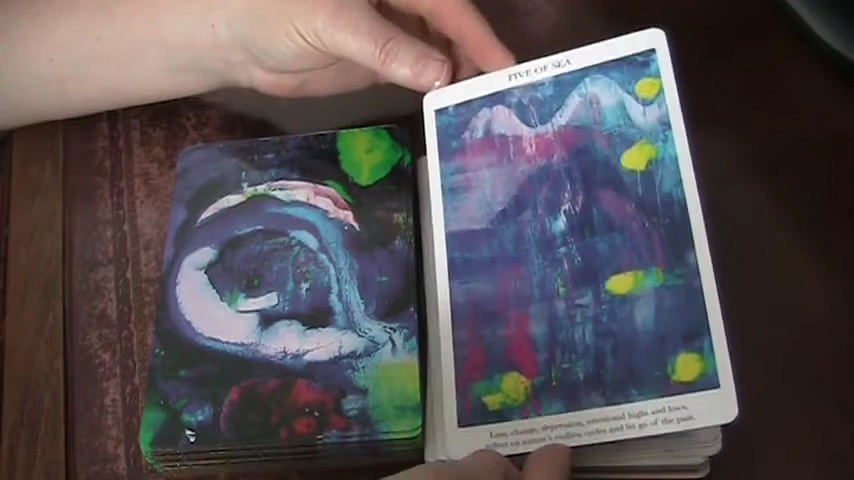 FIVE OF SEA
Loss, change, depression, emotional highs and lows,
reflect on nature's endless cycles and let go of the past.